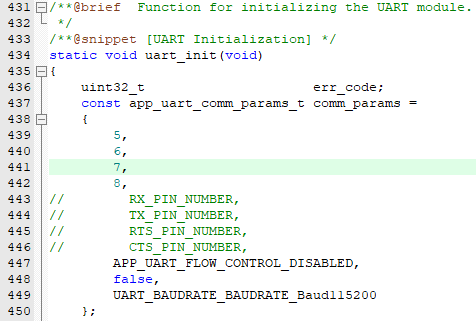 431 /**@brief  Function for initializing the UART module.
432  */
433 /**@snippet [UART Initialization] */
434 static void uart_init(void)
435 {
436     uint32_t                     err_code;
437     const app_uart_comm_params_t comm_params =
438     {
439         5,
440         6,
441         7,
442         8,
443 //        RX_PIN_NUMBER,
444 //        TX_PIN_NUMBER,
445 //        RTS_PIN_NUMBER,
446 //        CTS_PIN_NUMBER,
447         APP_UART_FLOW_CONTROL_DISABLED,
448         false,
449         UART_BAUDRATE_BAUDRATE_Baud115200
450     };